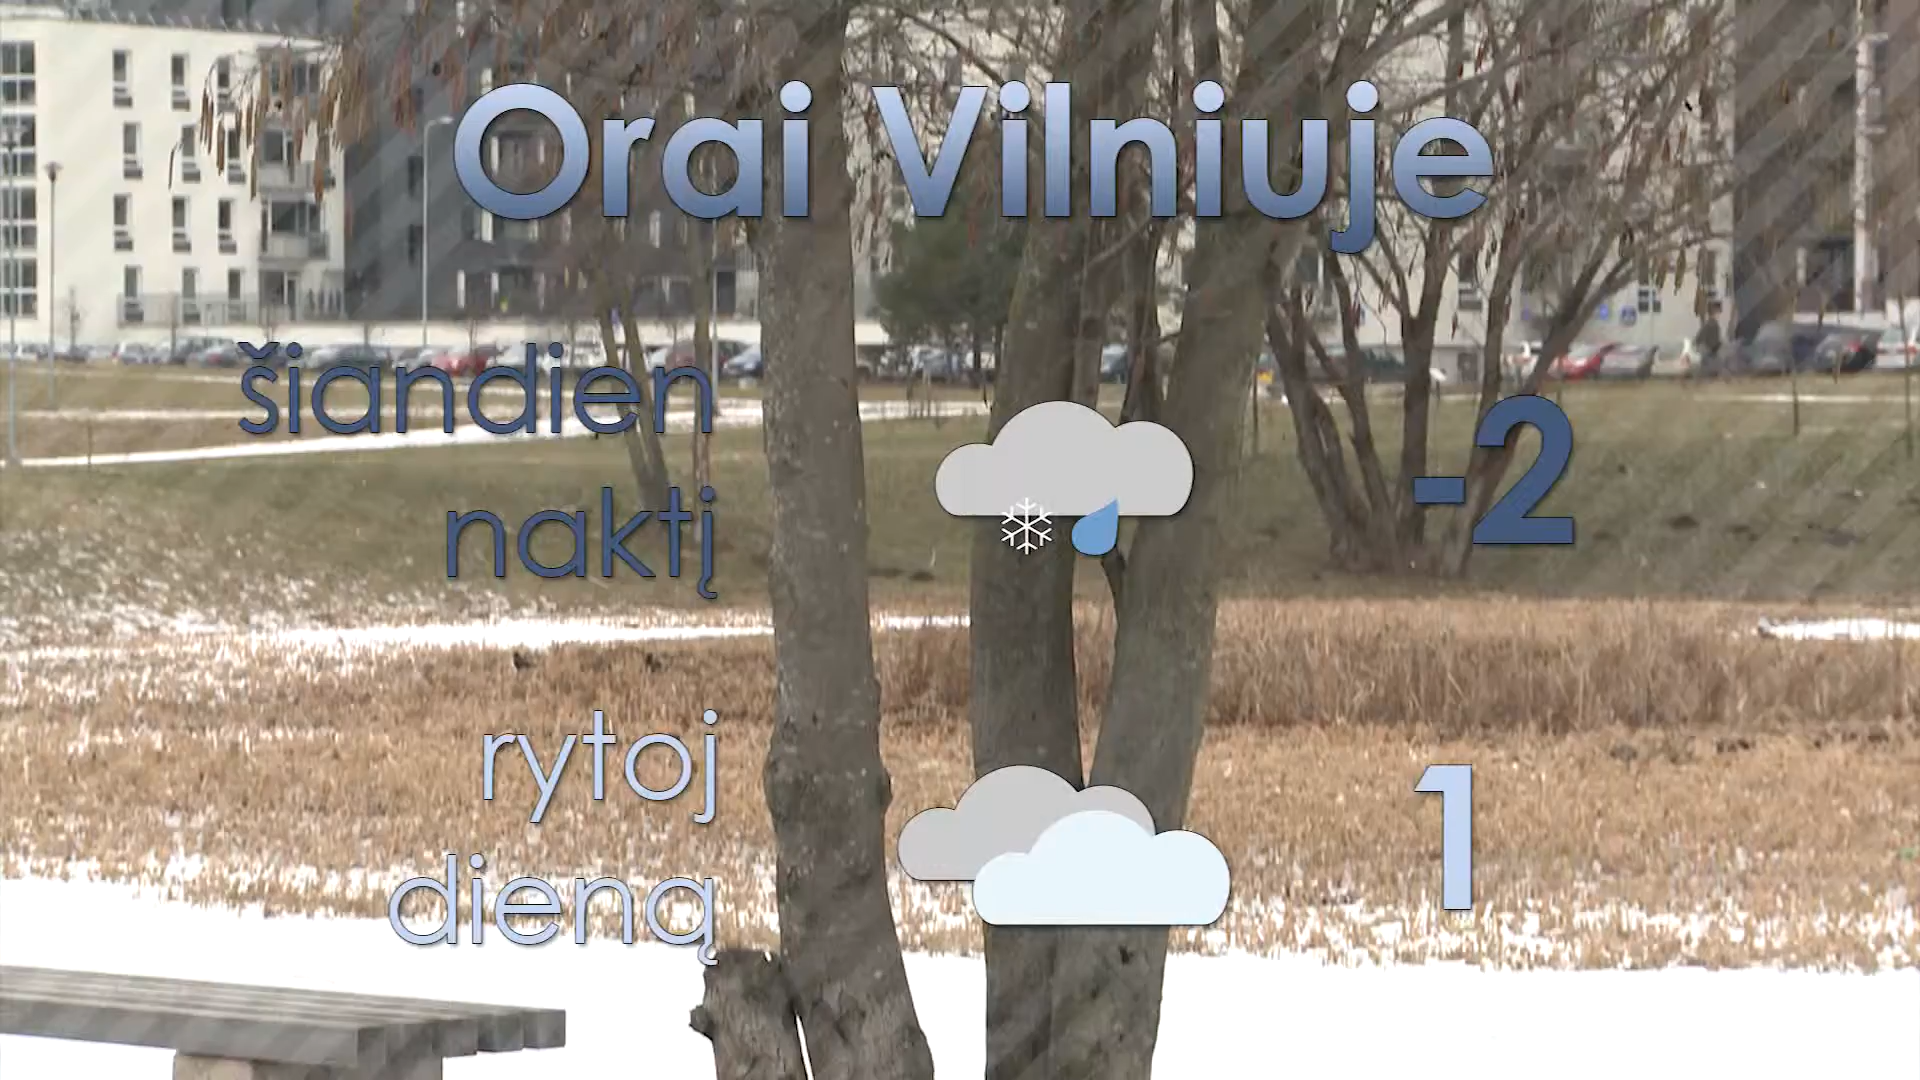 Orai Vilniuje
šiandien
naktį
-2
rytoj
dieną
1